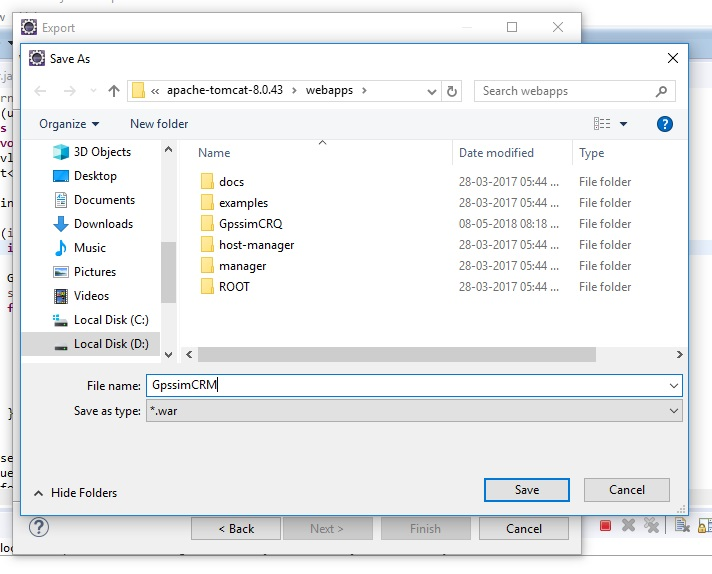 Export
Save As
« apache-tomcat-8.0.43 > webapps >
Search webapps
Organize
New folder
?
3D Objects
Desktop
Documents
Downloads
Music
Pictures
Videos
Local Disk (C:)
Local Disk (D:)
Name Date modified Type
docs 28-03-2017 05:44 ... File folder
examples 28-03-2017 05:44 ... File folder
GpssimCRQ 08-05-2018 08:18 ... File folder
host-manager 28-03-2017 05:44 ... File folder
manager 28-03-2017 05:44 ... File folder
ROOT 28-03-2017 05:44 ... File folder
File name: GpssimCRM
Save as type: *.war
Hide Folders
Save
Cancel
?
< Back
Next >
Finish
Cancel